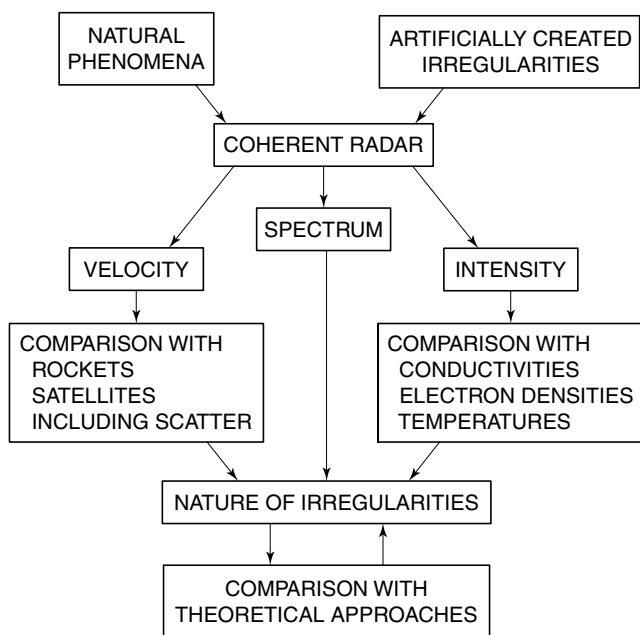 NATURAL
PHENOMENA
ARTIFICIALLY CREATED
IRREGULARITIES
COHERENT RADAR
SPECTRUM
VELOCITY
INTENSITY
COMPARISON WITH
ROCKETS
SATELLITES
INCLUDING SCATTER
COMPARISON WITH
CONDUCTIVITIES
ELECTRON DENSITIES
TEMPERATURES
NATURE OF IRREGULARITIES
COMPARISON WITH
THEORETICAL APPROACHES